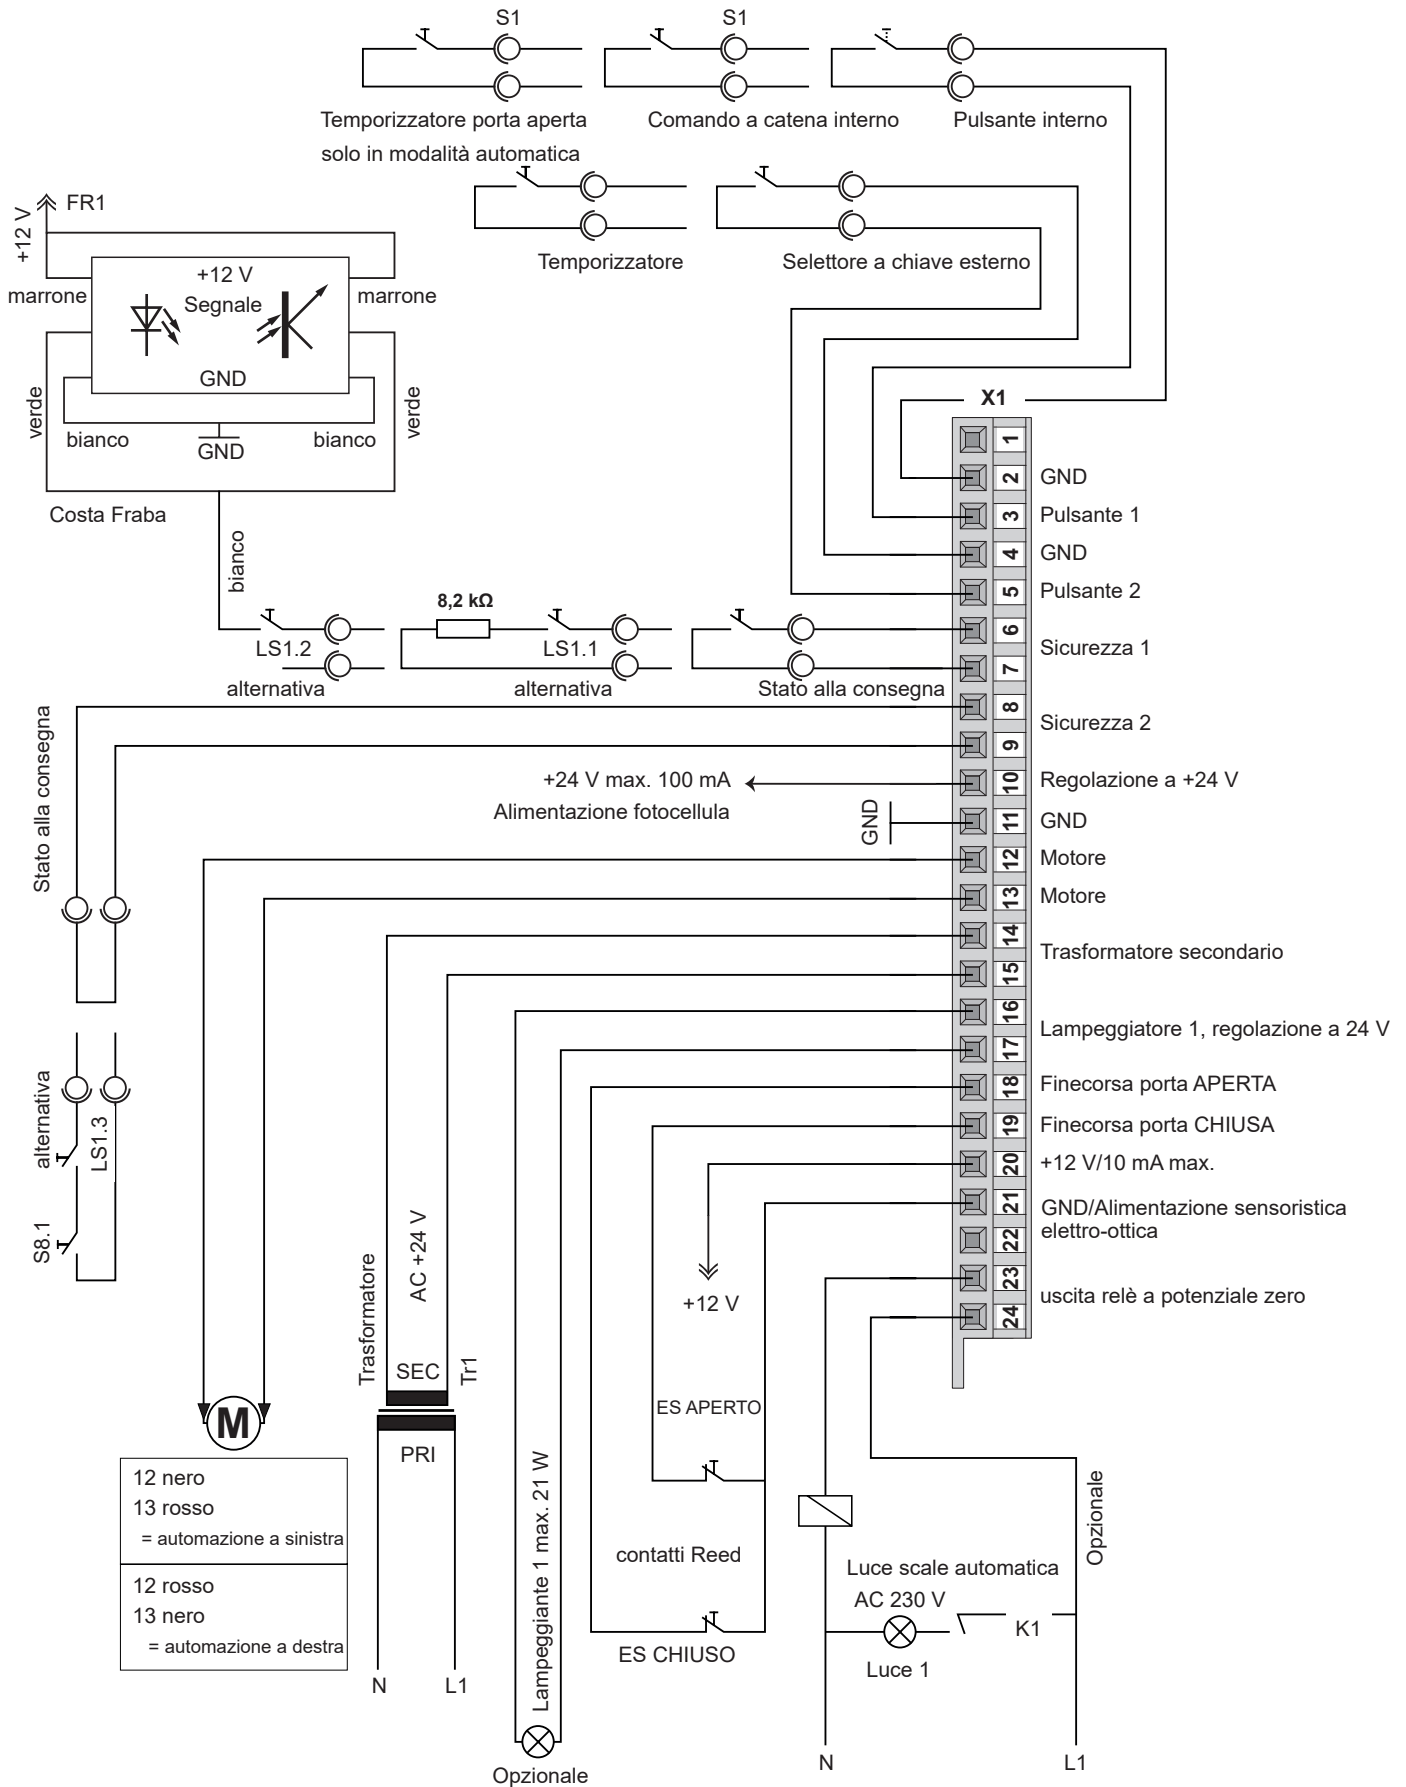 S1
S1
Temporizzatore porta aperta
solo in modalità automatica
Comando a catena interno
Pulsante interno
Temporizzatore
Selettore a chiave esterno
FR1
+12 V
+12 V
Segnale
marrone
marrone
GND
verde
verde
bianco
bianco
GND
Costa Fraba
bianco
8,2 kΩ
LS1.2
LS1.1
alternativa
alternativa
Stato alla consegna
X1
1
2 GND
3 Pulsante 1
4 GND
5 Pulsante 2
6
Sicurezza 1
7
8
Sicurezza 2
9
10 Regolazione a +24 V
11 GND
12 Motore
13 Motore
14
Trasformatore secondario
15
16
Lampeggiatore 1, regolazione a 24 V
17
18 Finecorsa porta APERTA
19 Finecorsa porta CHIUSA
20 +12 V/10 mA max.
21 GND/Alimentazione sensoristica
elettro-ottica
22
23
uscita relè a potenziale zero
24
+24 V max. 100 mA
Alimentazione fotocellula
GND
Stato alla consegna
alternativa
LS1.3
S8.1
Trasformatore
AC +24 V
SEC
Tr1
PRI
N
L1
M
12 nero
13 rosso
= automazione a sinistra
12 rosso
13 nero
= automazione a destra
Lampeggiante 1 max. 21 W
Opzionale
+12 V
ES APERTO
contatti Reed
ES CHIUSO
Opzionale
Luce scale automatica
AC 230 V
K1
Luce 1
N
L1